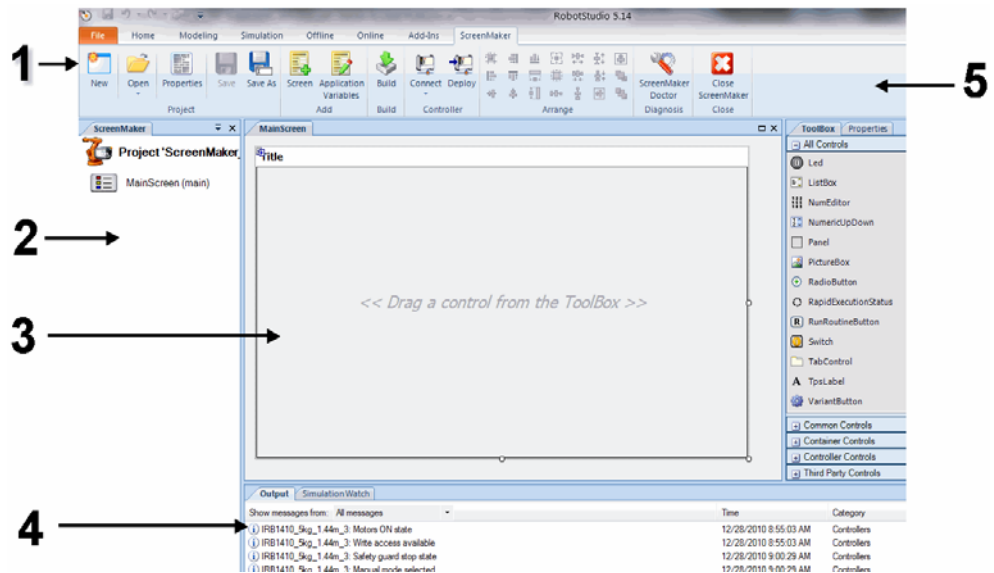 RobotStudio 5.14
File Home Modeling Simulation Offline Online Add-Ins ScreenMaker
1
5
New Open Properties Save Save As Screen Application Variables Build Connect Deploy ScreenMaker Doctor Close ScreenMaker
Project Add Build Controller Arrange Diagnosis Close
ScreenMaker
MainScreen
ToolBox Properties
Project 'ScreenMaker_
MainScreen (main)
Title
<< Drag a control from the ToolBox >>
All Controls
Led
ListBox
NumEditor
NumericUpDown
Panel
PictureBox
RadioButton
RapidExecutionStatus
RunRoutineButton
Switch
TabControl
TpsLabel
VariantButton
Common Controls
Container Controls
Controller Controls
Third Party Controls
2
3
4
Output Simulation Watch
Show messages from: All messages Time Category
IRB1410_5kg_1.44m_3: Motors ON state 12/28/2010 8:55:03 AM Controllers
IRB1410_5kg_1.44m_3: Write access available 12/28/2010 8:55:03 AM Controllers
IRB1410_5kg_1.44m_3: Safety guard stop state 12/28/2010 9:00:29 AM Controllers
IRB1410_5kg_1.44m_3: Manual mode selected 12/28/2010 9:00:29 AM Controllers